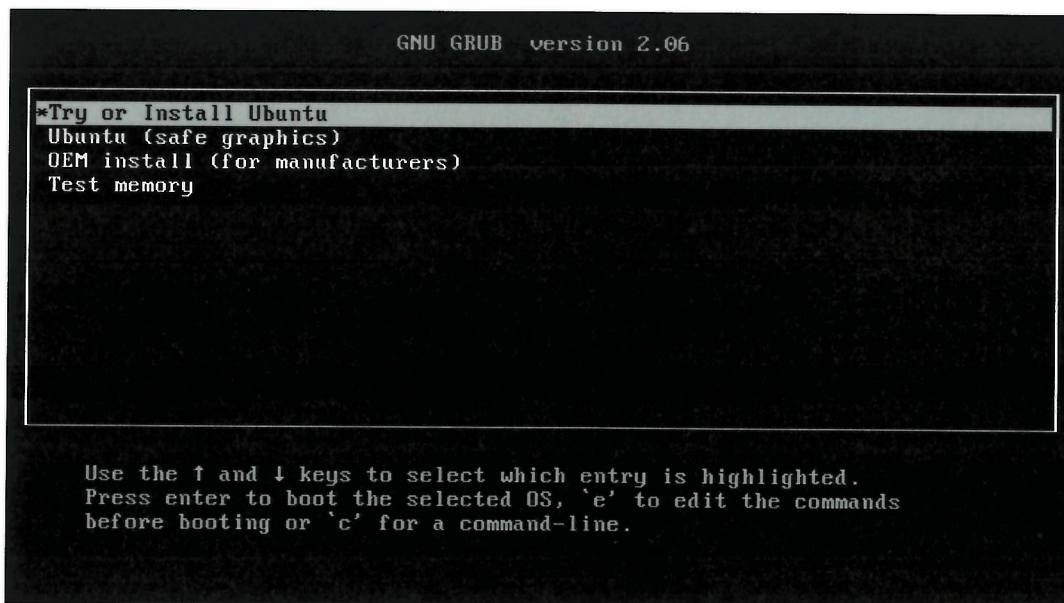 GNU GRUB version 2.06
*Try or Install Ubuntu
Ubuntu (safe graphics)
OEM install (for manufacturers)
Test memory
Use the ↑ and ↓ keys to select which entry is highlighted.
Press enter to boot the selected OS, `e' to edit the commands
before booting or `c' for a command-line.